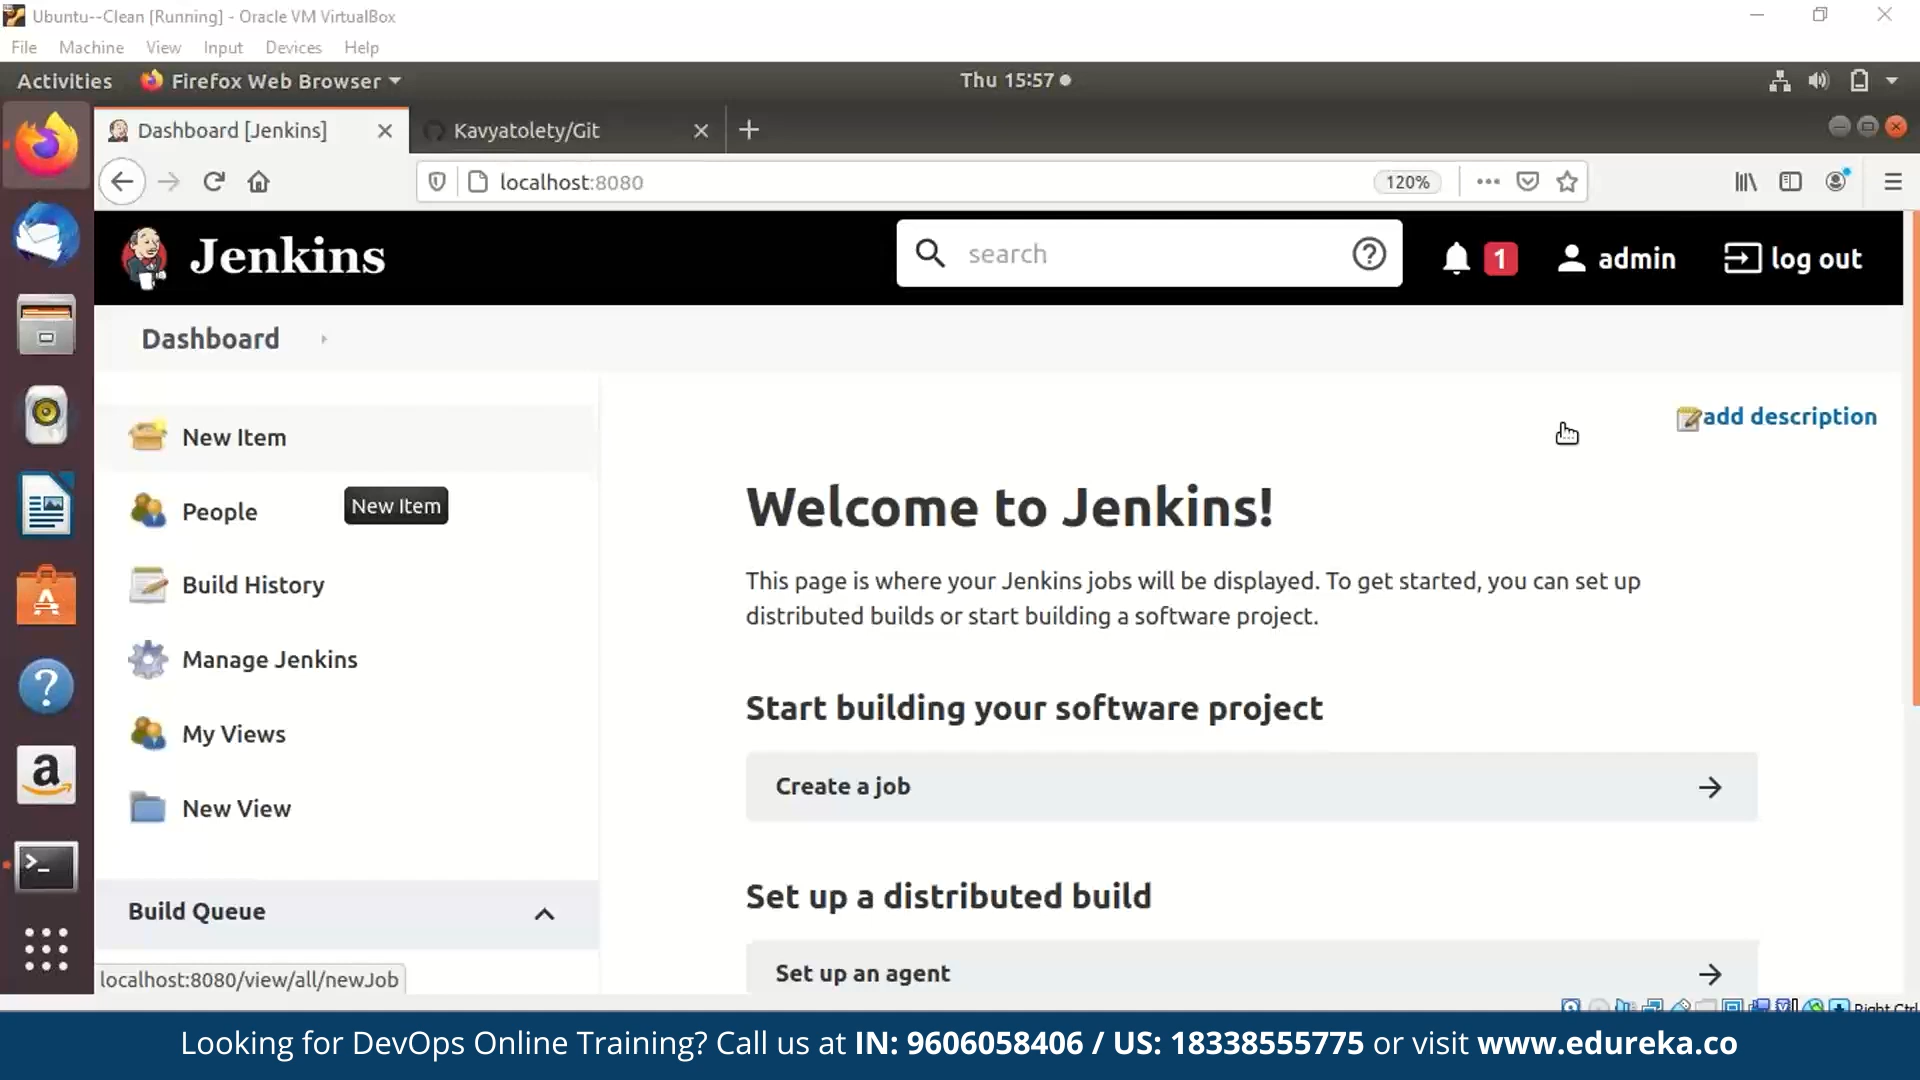 Ubuntu--Clean [Running] - Oracle VM VirtualBox
File Machine View Input Devices Help
Activities Firefox Web Browser Thu 15:57
Dashboard [Jenkins] Kavyatolety/Git
localhost:8080 120%
Jenkins search 1 admin log out
Dashboard
add description
New Item
People
New Item
Build History
Manage Jenkins
My Views
New View
Build Queue
localhost:8080/view/all/newJob
Welcome to Jenkins!
This page is where your Jenkins jobs will be displayed. To get started, you can set up
distributed builds or start building a software project.
Start building your software project
Create a job
Set up a distributed build
Set up an agent
Right Ctrl
Looking for DevOps Online Training? Call us at IN: 9606058406 / US: 18338555775 or visit www.edureka.co